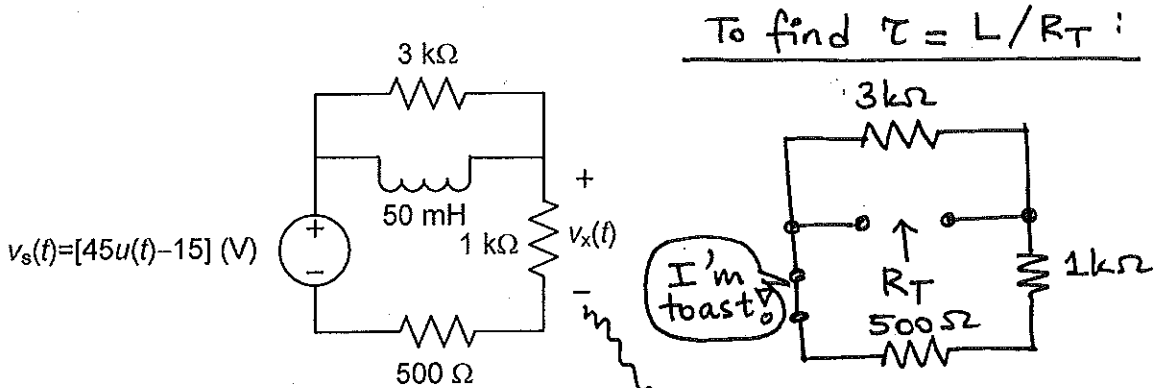 To find τ = L/R_T :
3 kΩ
50 mH
+
1 kΩ
v_x(t)
−
v_s(t)=[45u(t)−15] (V)
+
−
500 Ω
3kΩ
I'm
toast!
R_T
1kΩ
500Ω